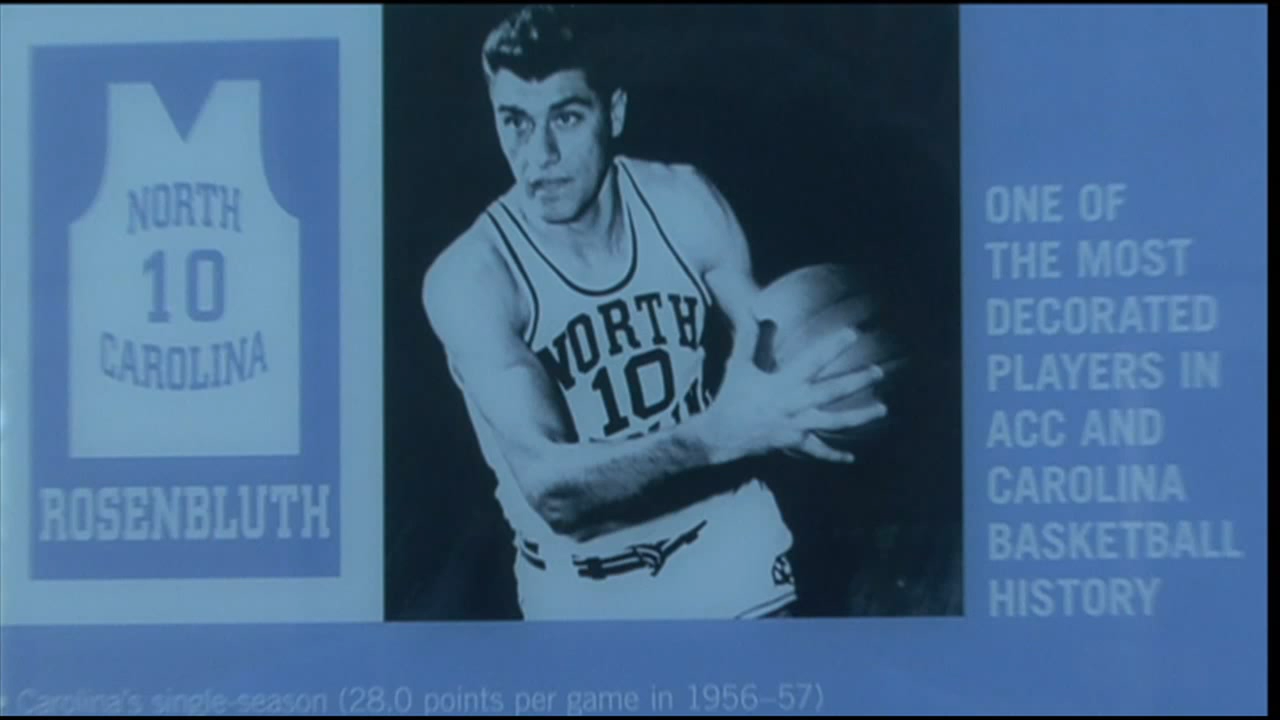 NORTH
10
CAROLINA
ROSENBLUTH
NORTH
10
ONE OF
THE MOST
DECORATED
PLAYERS IN
ACC AND
CAROLINA
BASKETBALL
HISTORY
Carolina's single-season (28.0 points per game in 1956–57)